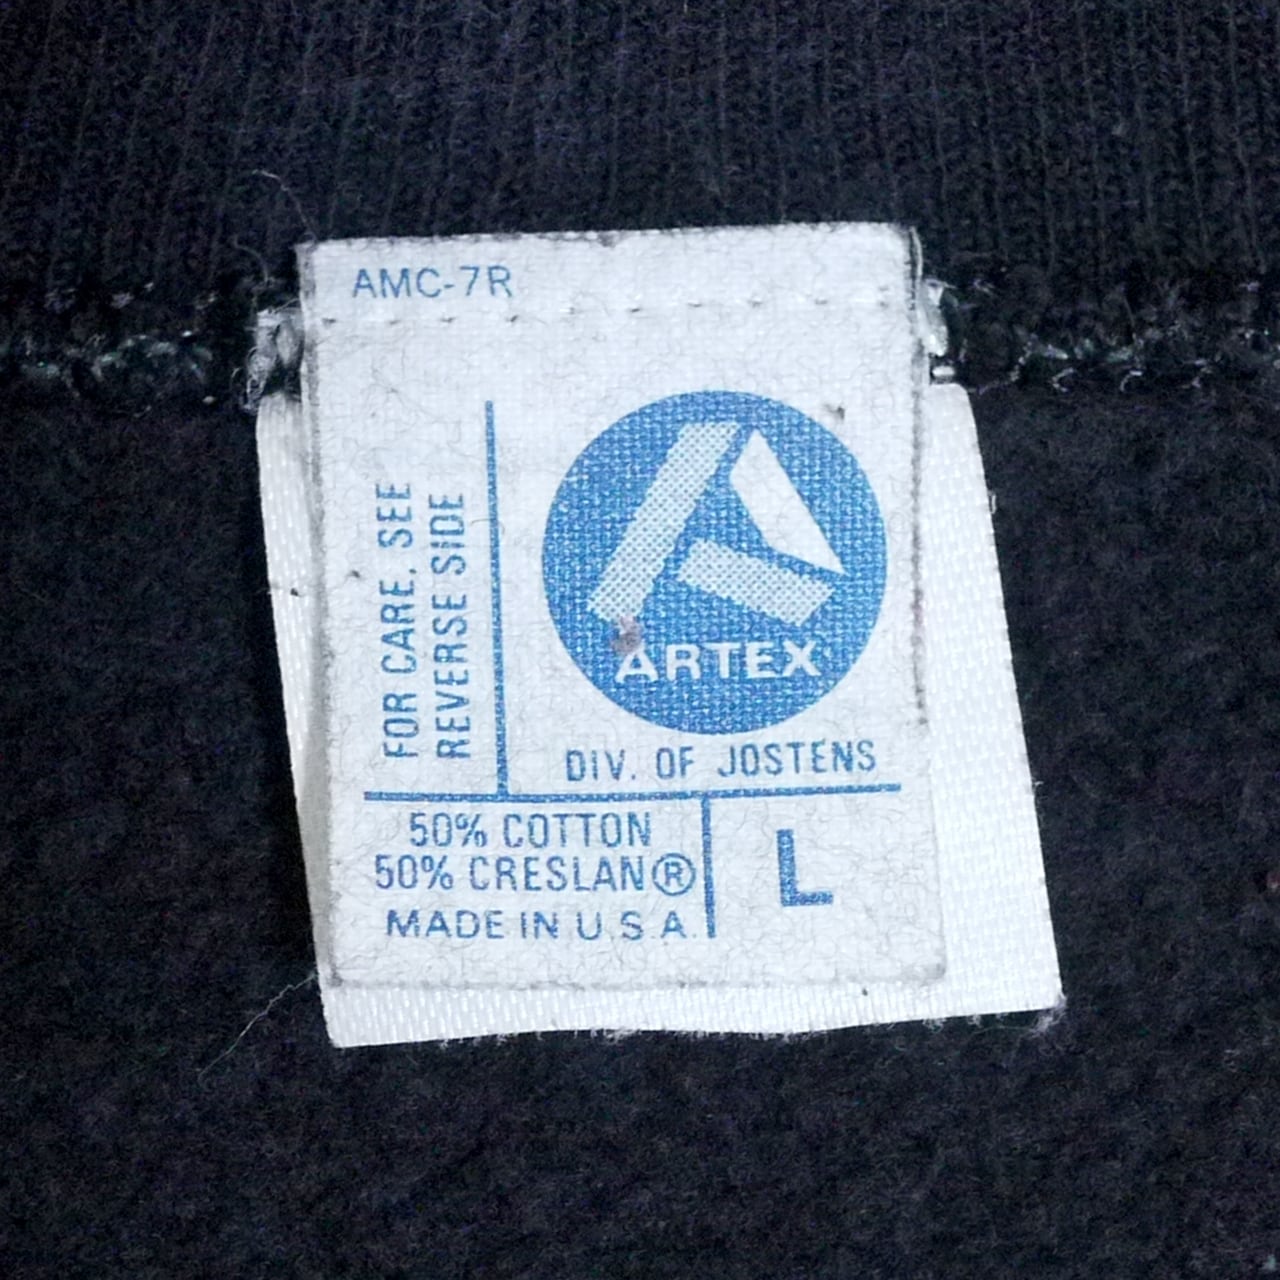 AMC-7R
FOR CARE, SEE
REVERSE SIDE
ARTEX
DIV. OF JOSTENS
50% COTTON
50% CRESLAN®
MADE IN U.S.A.
L